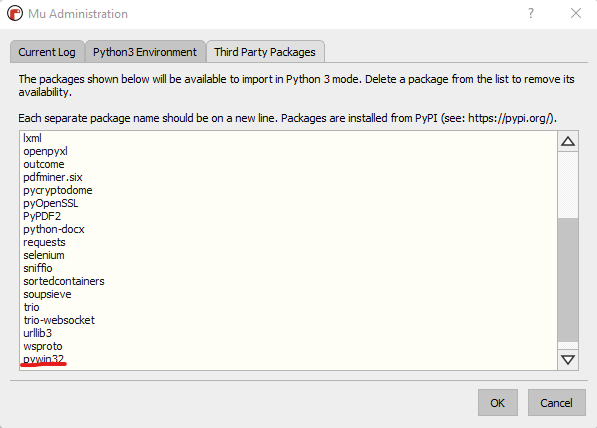 Mu Administration
?
Current Log
Python3 Environment
Third Party Packages
The packages shown below will be available to import in Python 3 mode. Delete a package from the list to remove its
availability.
Each separate package name should be on a new line. Packages are installed from PyPI (see: https://pypi.org/).
lxml
openpyxl
outcome
pdfminer.six
pycryptodome
pyOpenSSL
PyPDF2
python-docx
requests
selenium
sniffio
sortedcontainers
soupsieve
trio
trio-websocket
urllib3
wsproto
pywin32
OK
Cancel